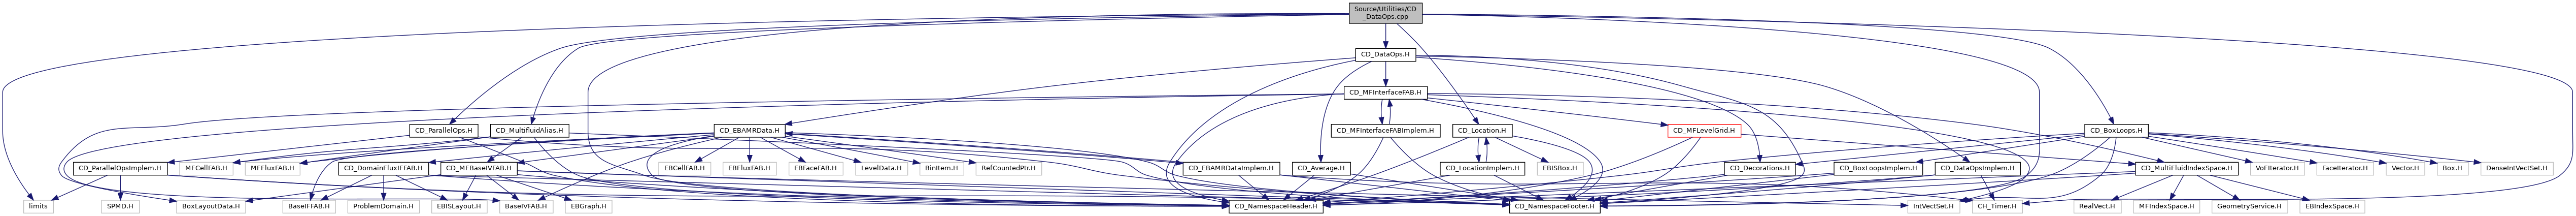 Source/Utilities/CD
_DataOps.cpp
CD_DataOps.H
CD_MFInterfaceFAB.H
CD_ParallelOps.H
CD_MultifluidAlias.H
CD_EBAMRData.H
CD_MFInterfaceFABImplem.H
CD_Location.H
CD_MFLevelGrid.H
CD_BoxLoops.H
CD_ParallelOpsImplem.H
MFCellFAB.H
MFFluxFAB.H
CD_DomainFluxIFFAB.H
CD_MFBaseIVFAB.H
EBCellFAB.H
EBFluxFAB.H
EBFaceFAB.H
LevelData.H
BinItem.H
RefCountedPtr.H
CD_EBAMRDataImplem.H
CD_Average.H
CD_LocationImplem.H
EBISBox.H
CD_Decorations.H
CD_BoxLoopsImplem.H
CD_DataOpsImplem.H
CD_MultiFluidIndexSpace.H
VoFIterator.H
FaceIterator.H
Vector.H
Box.H
DenseIntVectSet.H
limits
SPMD.H
BoxLayoutData.H
BaseIFFAB.H
ProblemDomain.H
EBISLayout.H
BaseIVFAB.H
EBGraph.H
CD_NamespaceHeader.H
CD_NamespaceFooter.H
IntVectSet.H
CH_Timer.H
RealVect.H
MFIndexSpace.H
GeometryService.H
EBIndexSpace.H